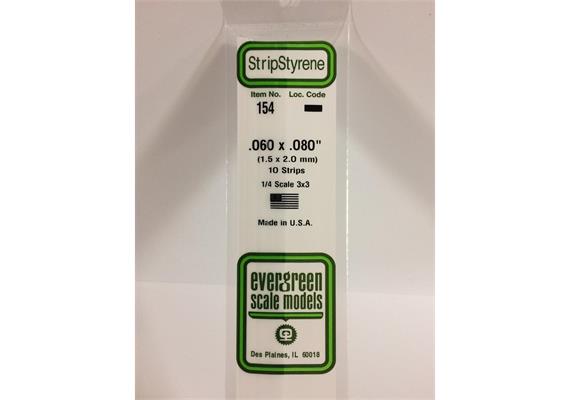 StripStyrene
Item No. Loc. Code
154
.060 x .080"
(1.5 x 2.0 mm)
10 Strips
1/4 Scale 3x3
Made in U.S.A.
evergreen
scale models
Des Plaines, IL 60018